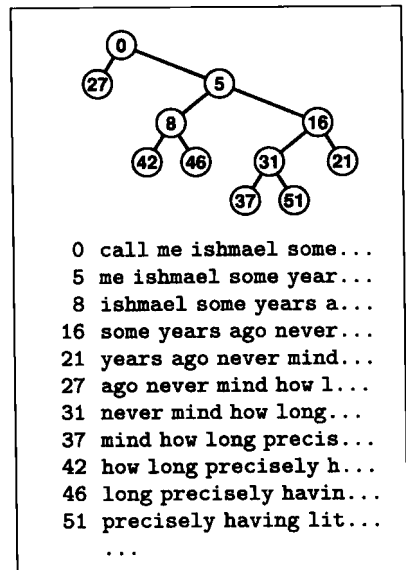 0
27 5
8 16
42 46 31 21
37 51
0 call me ishmael some...
5 me ishmael some year...
8 ishmael some years a...
16 some years ago never...
21 years ago never mind...
27 ago never mind how l...
31 never mind how long...
37 mind how long precis...
42 how long precisely h...
46 long precisely havin...
51 precisely having lit...
...